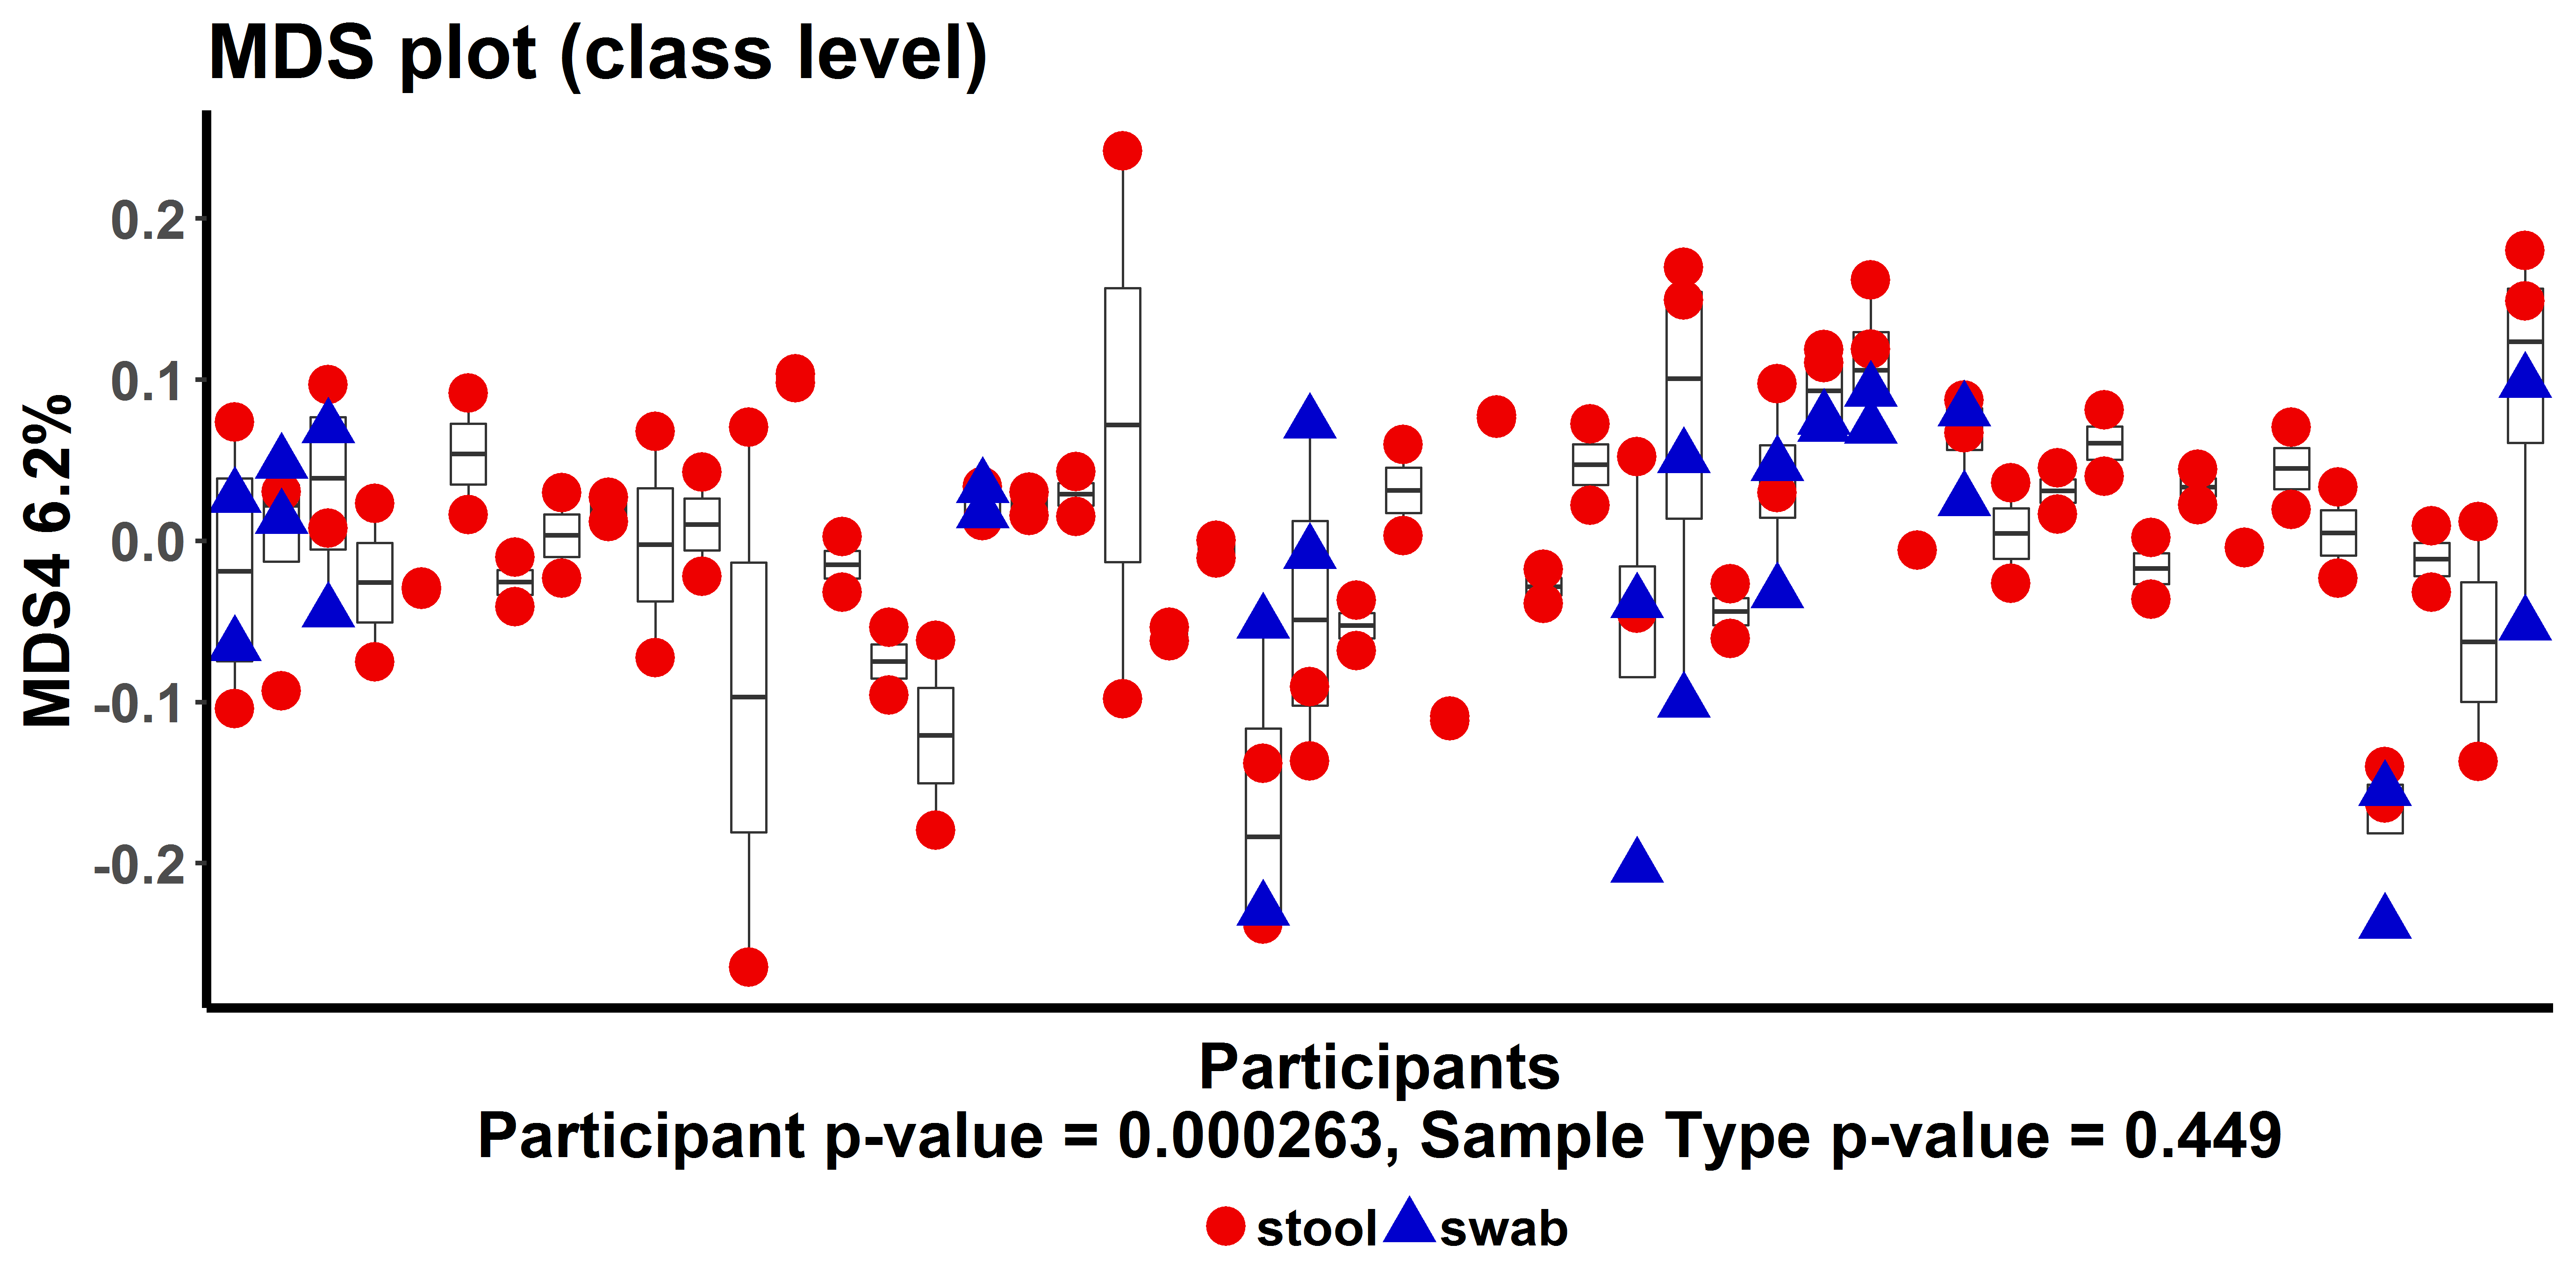 MDS plot (class level)
MDS4 6.2%
0.2
0.1
0.0
-0.1
-0.2
Participants
Participant p-value = 0.000263, Sample Type p-value = 0.449
stool swab